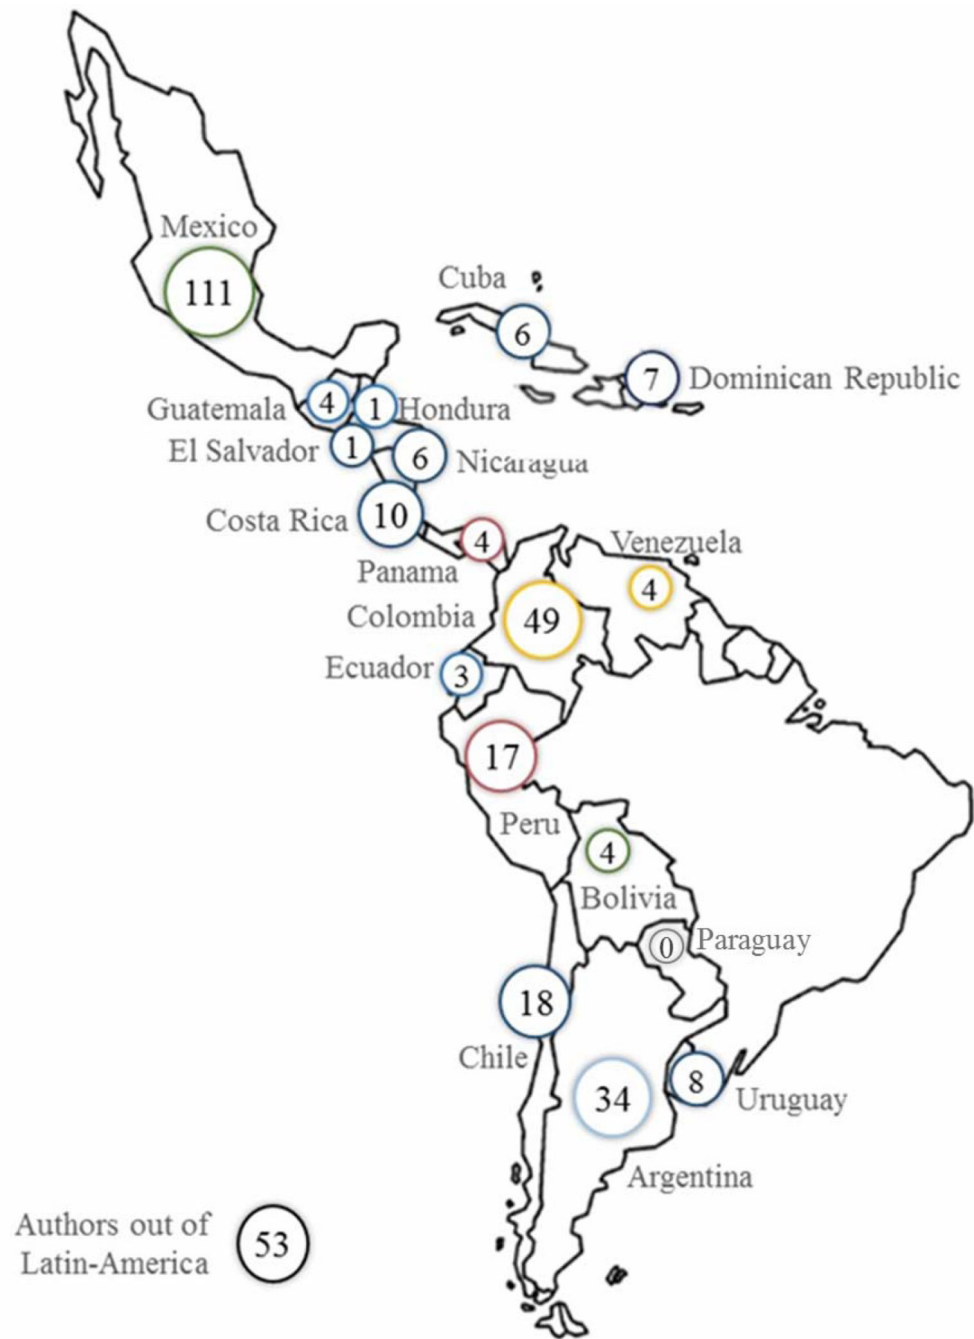 Mexico
111
Cuba
6
7 Dominican Republic
Guatemala 4
1 Hondura
El Salvador 1
6 Nicaragua
Costa Rica 10
4
Panama
Venezuela
4
Colombia 49
Ecuador 3
17
Peru
4
Bolivia
0 Paraguay
18
Chile
8 Uruguay
34
Argentina
Authors out of
Latin-America
53